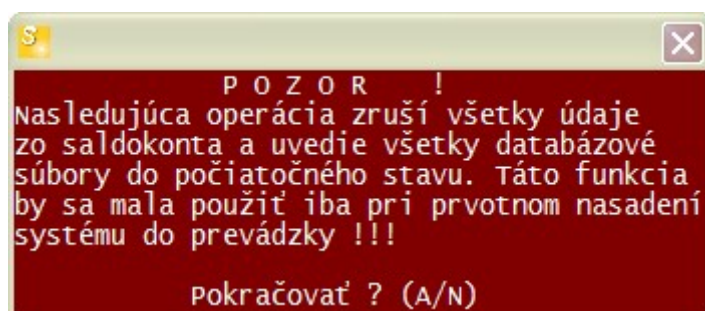 S
P O Z O R !
Nasledujúca operácia zruší všetky údaje
zo saldokonta a uvedie všetky databázové
súbory do počiatočného stavu. Táto funkcia
by sa mala použiť iba pri prvotnom nasadení
systému do prevádzky !!!
Pokračovať ? (A/N)